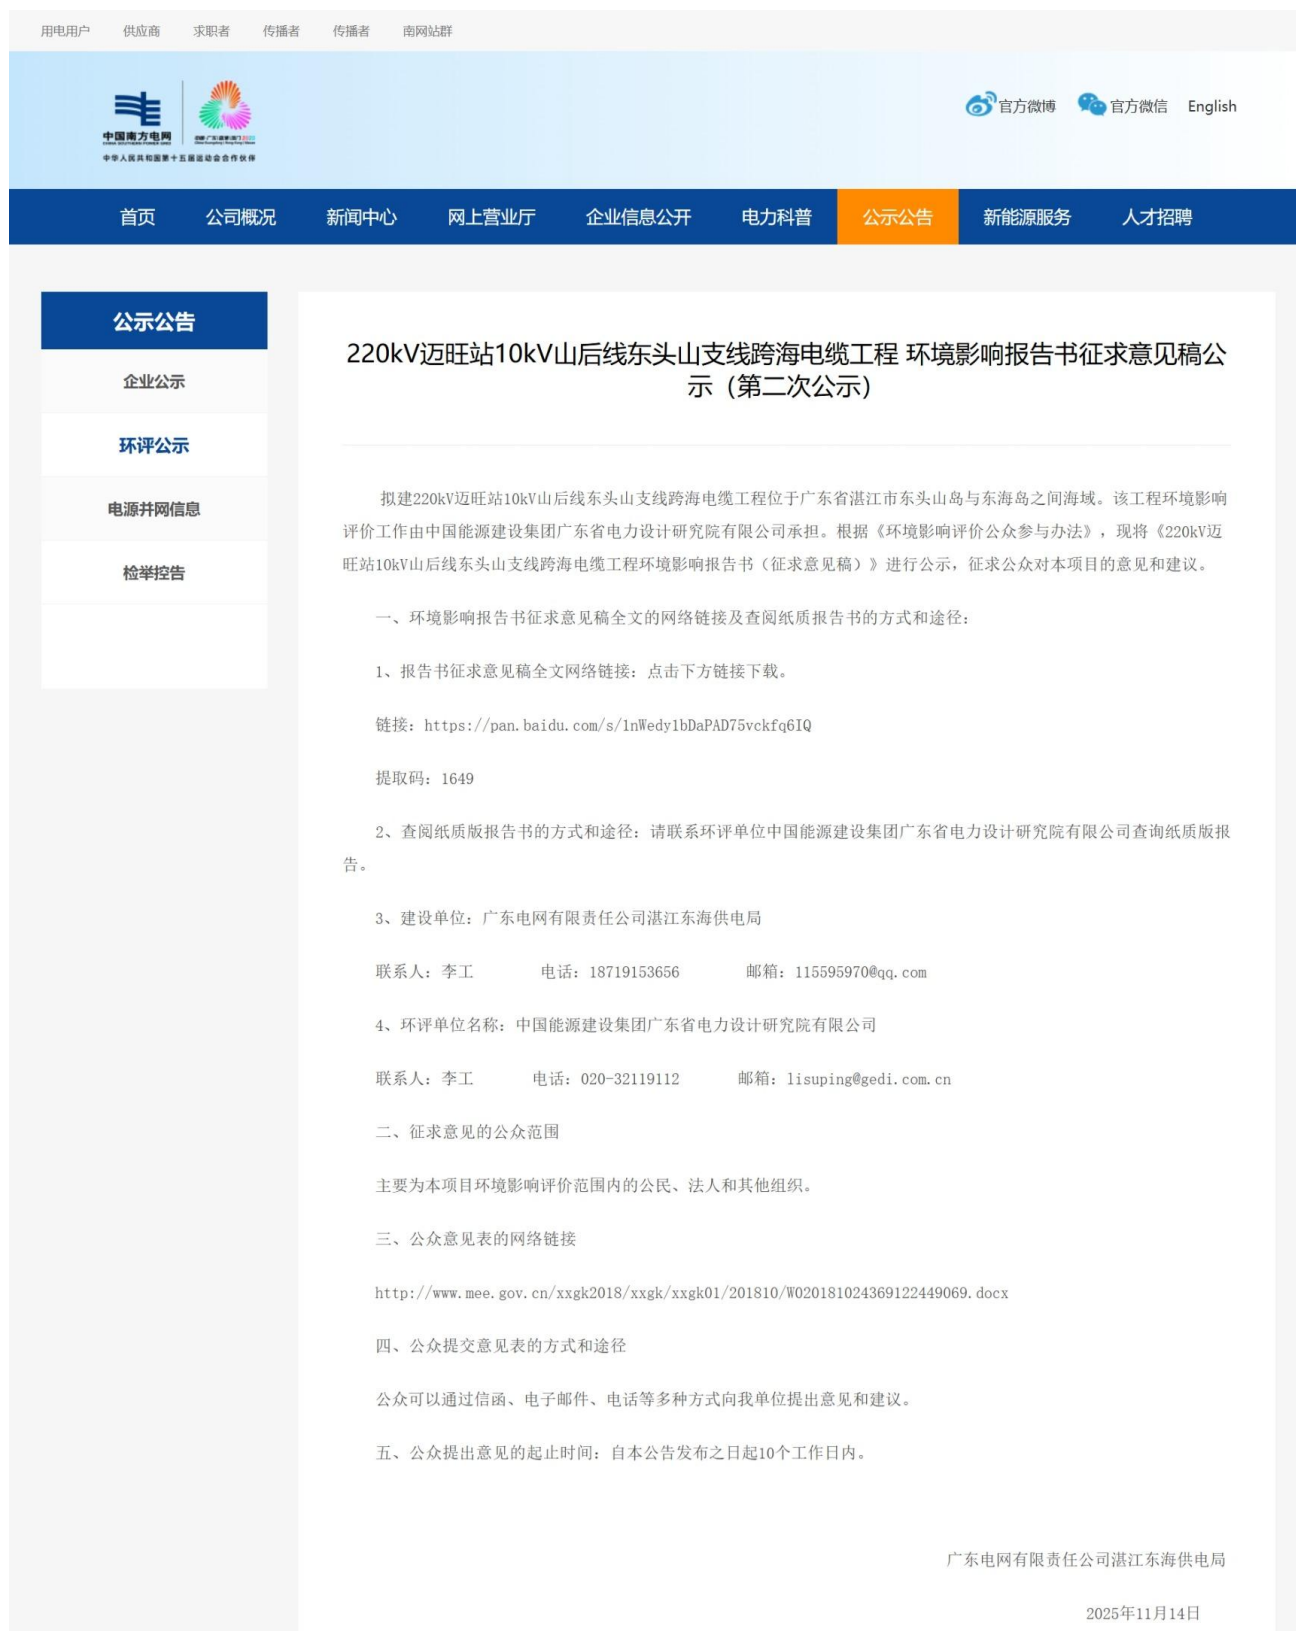 用电用户 供应商 求职者 传播者 传播者 南网站群
中国南方电网
CHINA SOUTHERN POWER GRID
中华人民共和国第十五届运动会合作伙伴
官方微博 官方微信 English
首页 公司概况 新闻中心 网上营业厅 企业信息公开 电力科普 公示公告 新能源服务 人才招聘
公示公告
企业公示
环评公示
电源并网信息
检举控告
220kV迈旺站10kV山后线东头山支线跨海电缆工程 环境影响报告书征求意见稿公
示（第二次公示）
拟建220kV迈旺站10kV山后线东头山支线跨海电缆工程位于广东省湛江市东头山岛与东海岛之间海域。该工程环境影响
评价工作由中国能源建设集团广东省电力设计研究院有限公司承担。根据《环境影响评价公众参与办法》，现将《220kV迈
旺站10kV山后线东头山支线跨海电缆工程环境影响报告书（征求意见稿）》进行公示，征求公众对本项目的意见和建议。
一、环境影响报告书征求意见稿全文的网络链接及查阅纸质报告书的方式和途径：
1、报告书征求意见稿全文网络链接：点击下方链接下载。
链接：https://pan.baidu.com/s/1nWedy1bDaPAD75vckfq6IQ
提取码：1649
2、查阅纸质版报告书的方式和途径：请联系环评单位中国能源建设集团广东省电力设计研究院有限公司查询纸质版报
告。
3、建设单位：广东电网有限责任公司湛江东海供电局
联系人：李工 电话：18719153656 邮箱：115595970@qq.com
4、环评单位名称：中国能源建设集团广东省电力设计研究院有限公司
联系人：李工 电话：020-32119112 邮箱：lisuping@gedi.com.cn
二、征求意见的公众范围
主要为本项目环境影响评价范围内的公民、法人和其他组织。
三、公众意见表的网络链接
http://www.mee.gov.cn/xxgk2018/xxgk/xxgk01/201810/W020181024369122449069.docx
四、公众提交意见表的方式和途径
公众可以通过信函、电子邮件、电话等多种方式向我单位提出意见和建议。
五、公众提出意见的起止时间：自本公告发布之日起10个工作日内。
广东电网有限责任公司湛江东海供电局
2025年11月14日